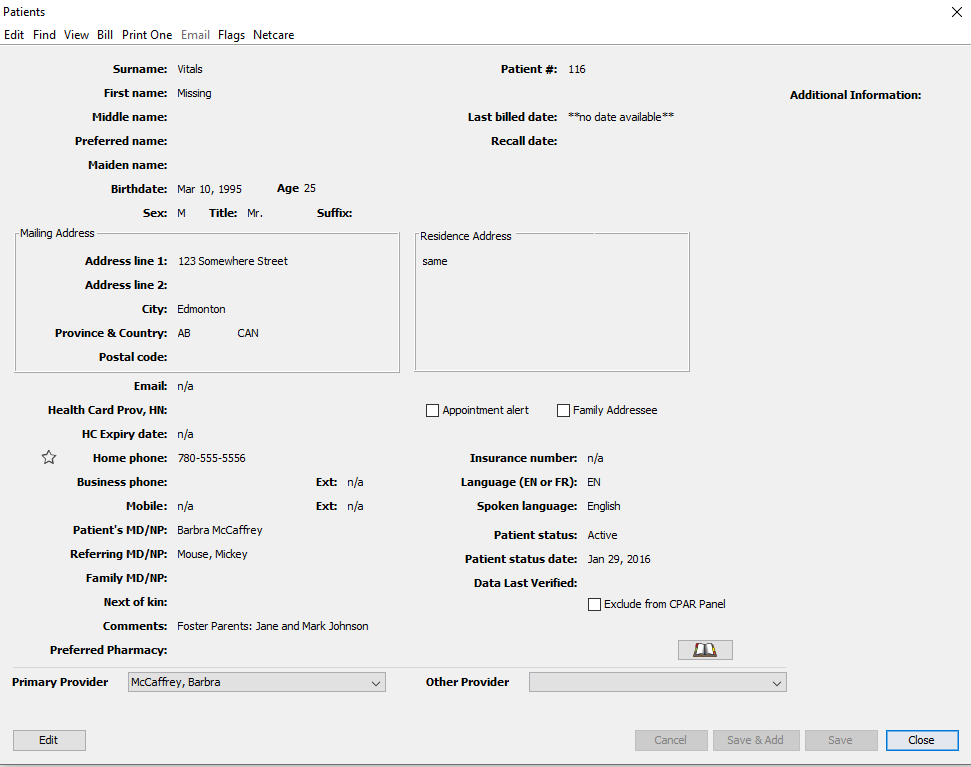 Patients
Edit Find View Bill Print One Email Flags Netcare
Surname: Vitals Patient #: 116
First name: Missing Additional Information:
Middle name: Last billed date: **no date available**
Preferred name: Recall date:
Maiden name:
Birthdate: Mar 10, 1995 Age 25
Sex: M Title: Mr. Suffix:
Mailing Address Residence Address
Address line 1: 123 Somewhere Street same
Address line 2:
City: Edmonton
Province & Country: AB CAN
Postal code:
Email: n/a
Health Card Prov, HN: Appointment alert Family Addressee
HC Expiry date: n/a
Home phone: 780-555-5556 Insurance number: n/a
Business phone: Ext: n/a Language (EN or FR): EN
Mobile: n/a Ext: n/a Spoken language: English
Patient's MD/NP: Barbra McCaffrey Patient status: Active
Referring MD/NP: Mouse, Mickey Patient status date: Jan 29, 2016
Family MD/NP: Data Last Verified:
Next of kin: Exclude from CPAR Panel
Comments: Foster Parents: Jane and Mark Johnson
Preferred Pharmacy:
Primary Provider McCaffrey, Barbra Other Provider
Edit Cancel Save & Add Save Close